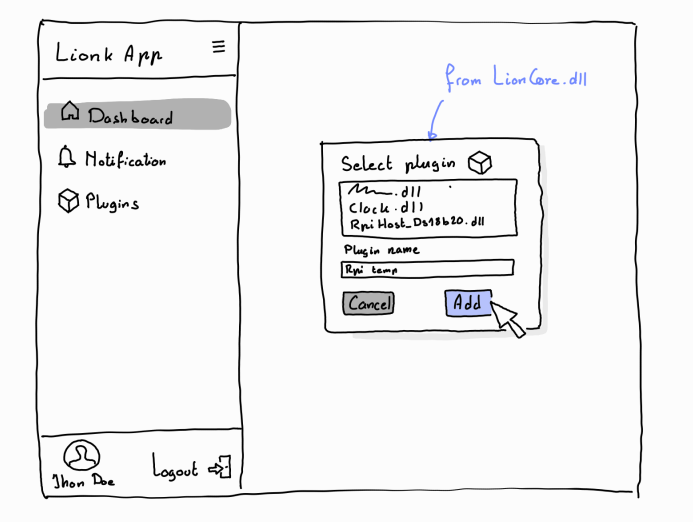 Lionk App
Dashboard
Notification
Plugins
from LionCore.dll
Select plugin
.dll
Clock.dll
RpiHost_Ds18b20.dll
Plugin name
Rpi temp
Cancel
Add
Jhon Doe
Logout